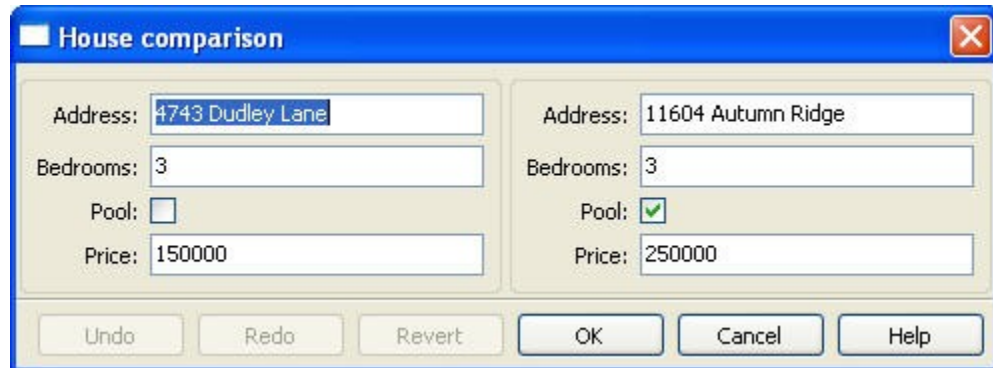 House comparison
Address: 4743 Dudley Lane
Bedrooms: 3
Pool:
Price: 150000
Address: 11604 Autumn Ridge
Bedrooms: 3
Pool:
Price: 250000
Undo Redo Revert OK Cancel Help